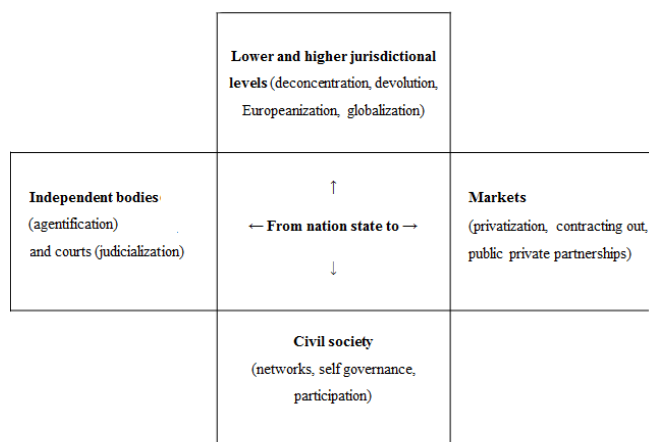 Lower and higher jurisdictional
levels (deconcentration, devolution,
Europeanization, globalization)
Independent bodies
(agentification)
and courts (judicialization)
↑
← From nation state to →
↓
Markets
(privatization, contracting out,
public private partnerships)
Civil society
(networks, self governance,
participation)